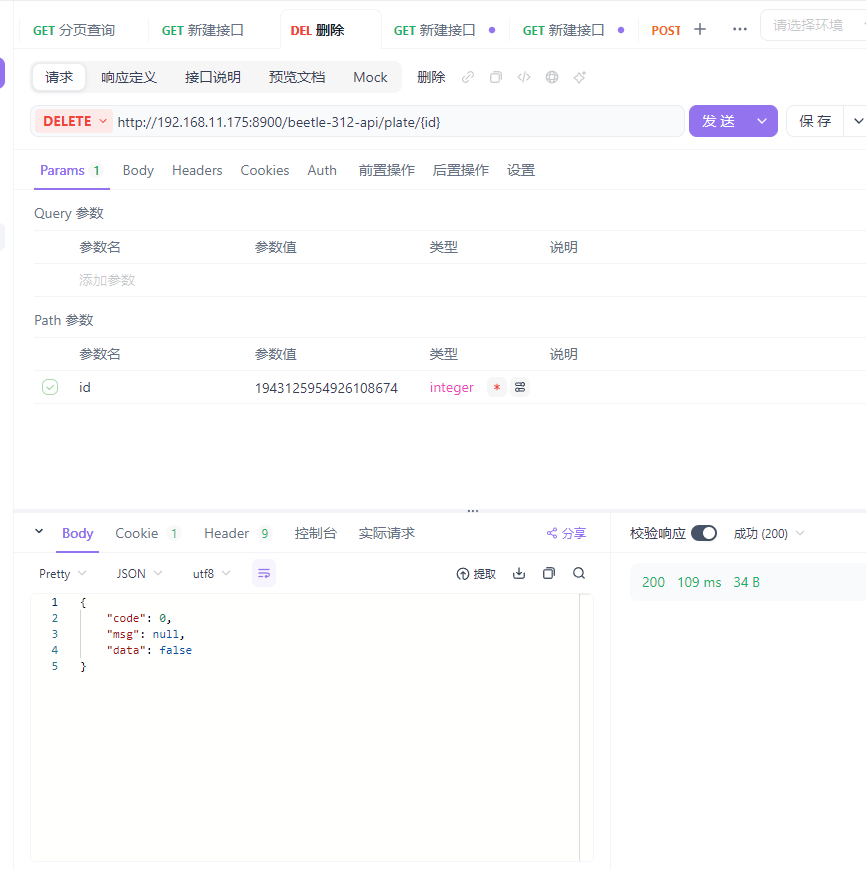 GET 分页查询 GET 新建接口 DEL 删除 GET 新建接口 GET 新建接口 POST 请选择环境
请求 响应定义 接口说明 预览文档 Mock 删除
DELETE http://192.168.11.175:8900/beetle-312-api/plate/{id} 发 送 保 存
Params 1 Body Headers Cookies Auth 前置操作 后置操作 设置
Query 参数
参数名 参数值 类型 说明
添加参数
Path 参数
参数名 参数值 类型 说明
id 1943125954926108674 integer *
Body Cookie 1 Header 9 控制台 实际请求 分享 校验响应 成功 (200)
Pretty JSON utf8 提取 200 109 ms 34 B
1 {
2 "code": 0,
3 "msg": null,
4 "data": false
5 }